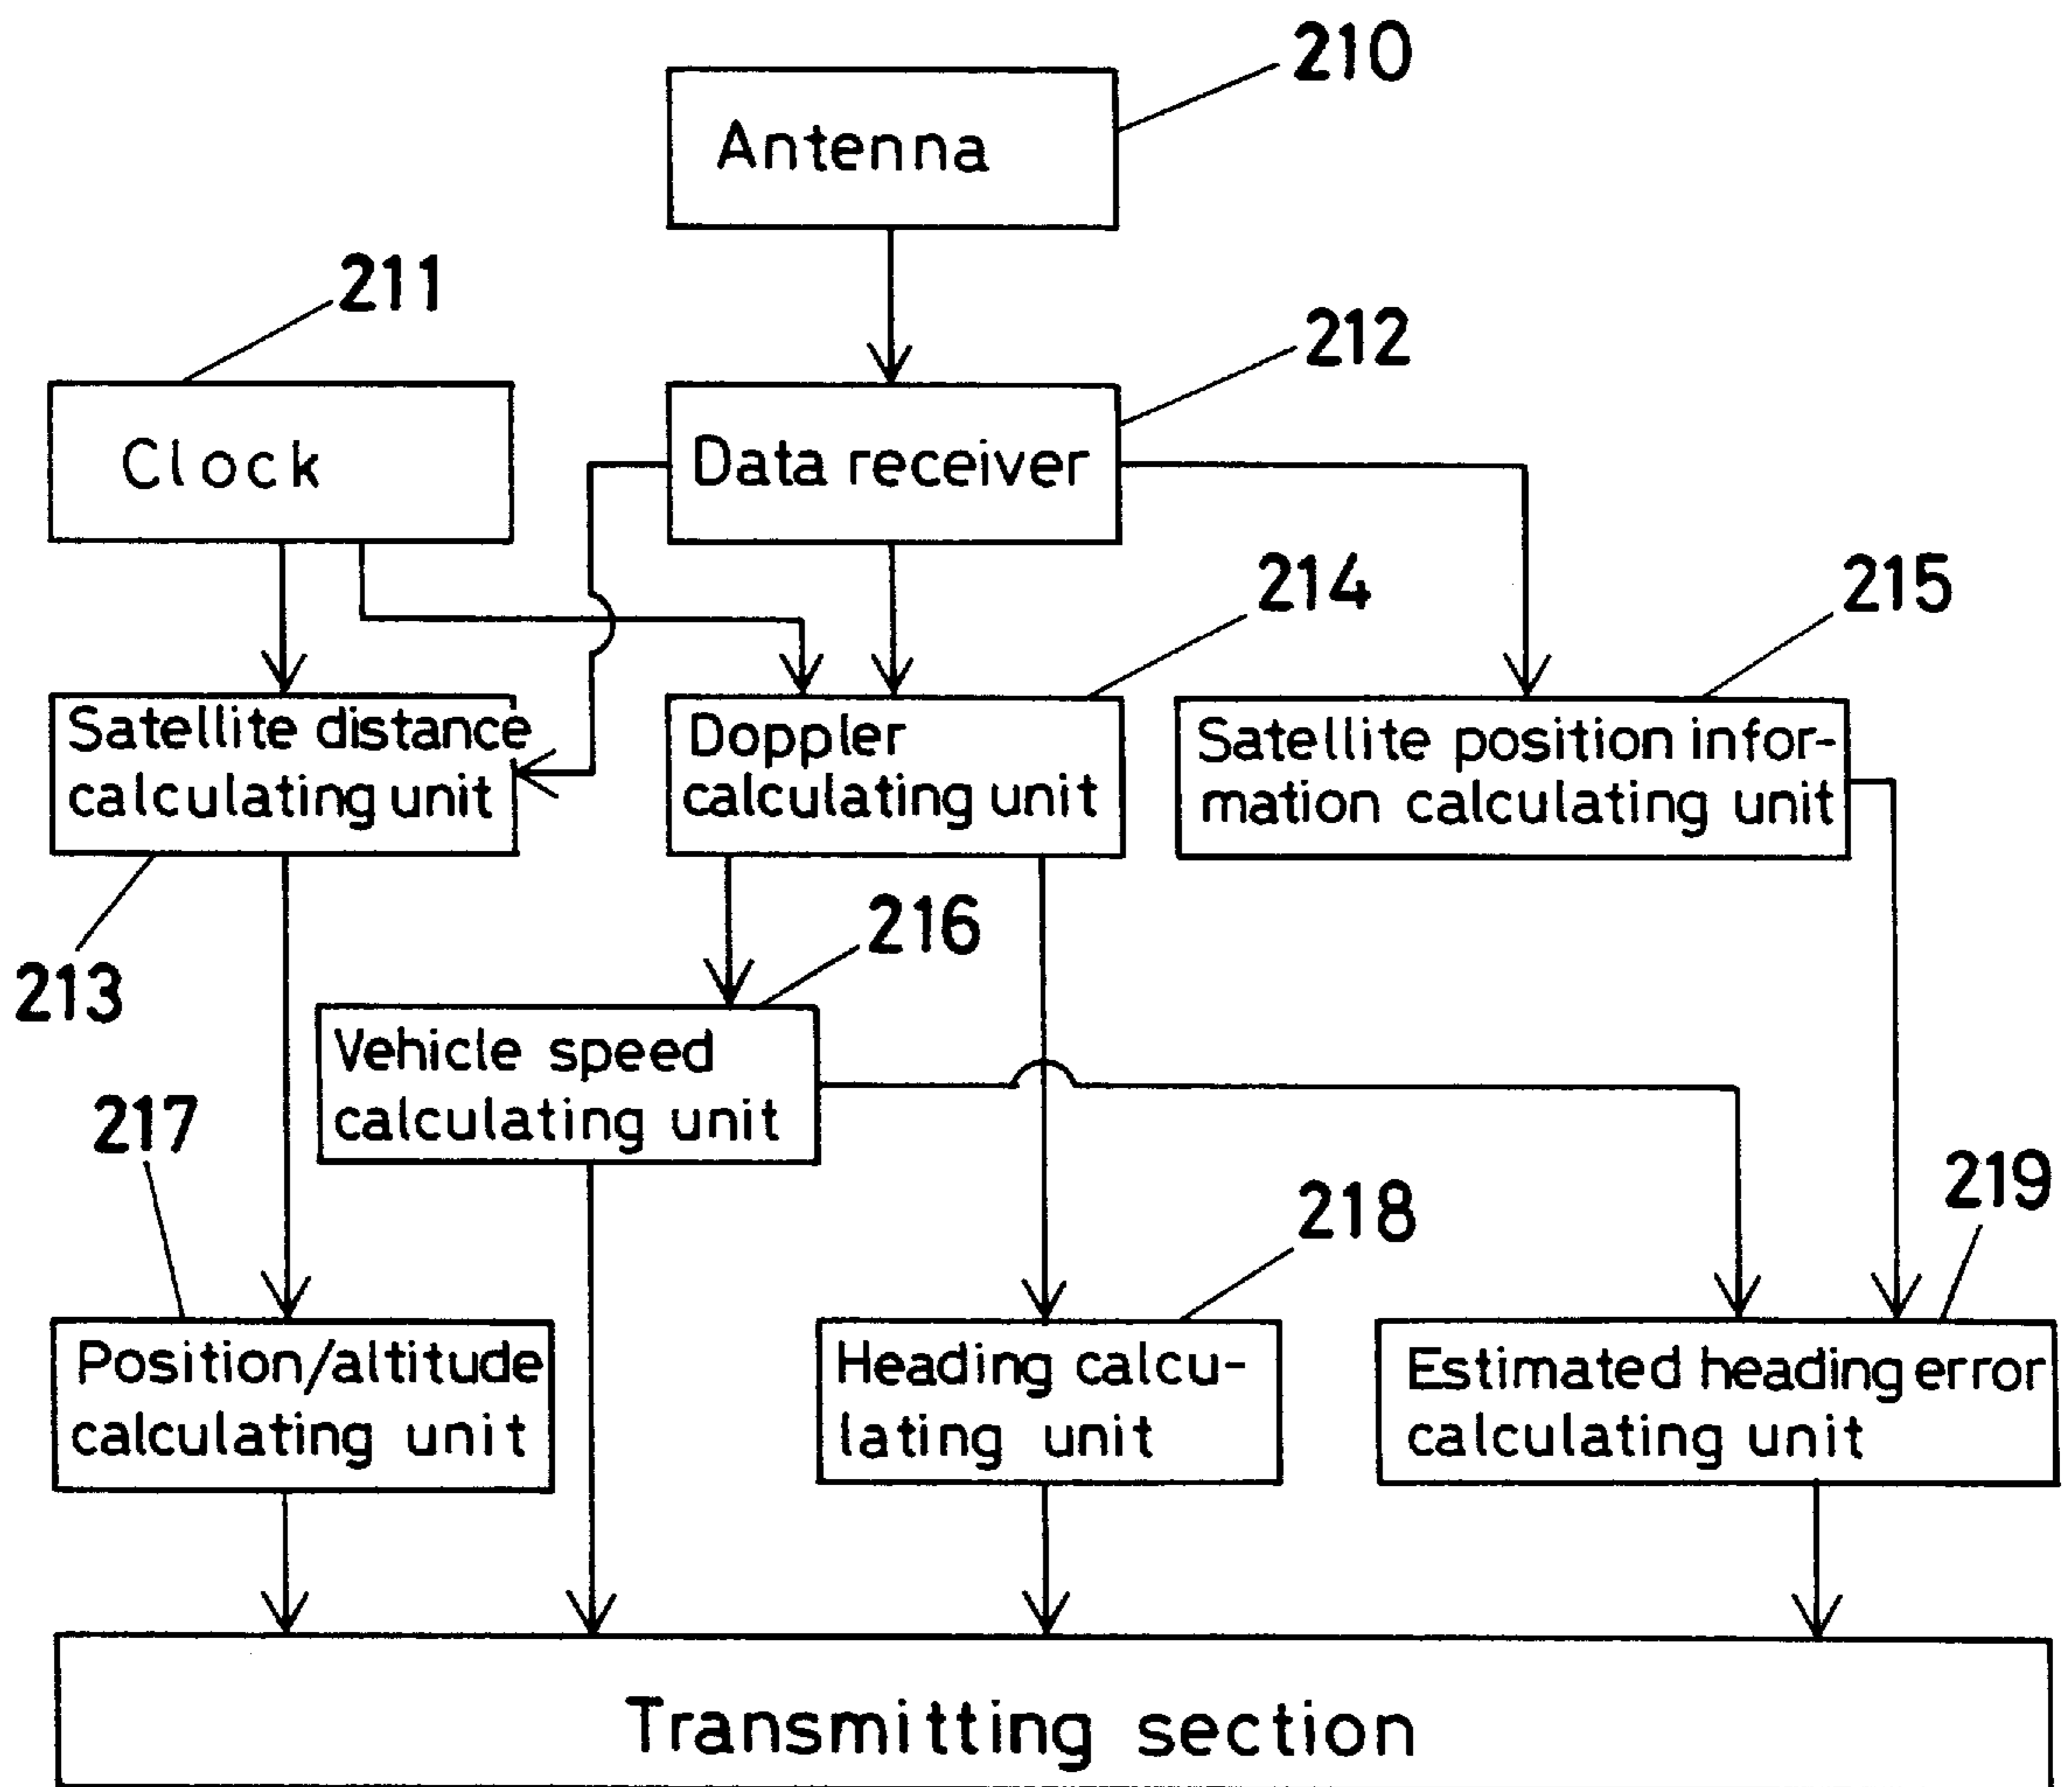 210
Antenna
211
212
Clock
Data receiver
214
215
Satellite distance
calculating unit
Doppler
calculating unit
Satellite position infor-
mation calculating unit
213
216
Vehicle speed
calculating unit
217
218
219
Position/altitude
calculating unit
Heading calcu-
lating unit
Estimated heading error
calculating unit
Transmitting section